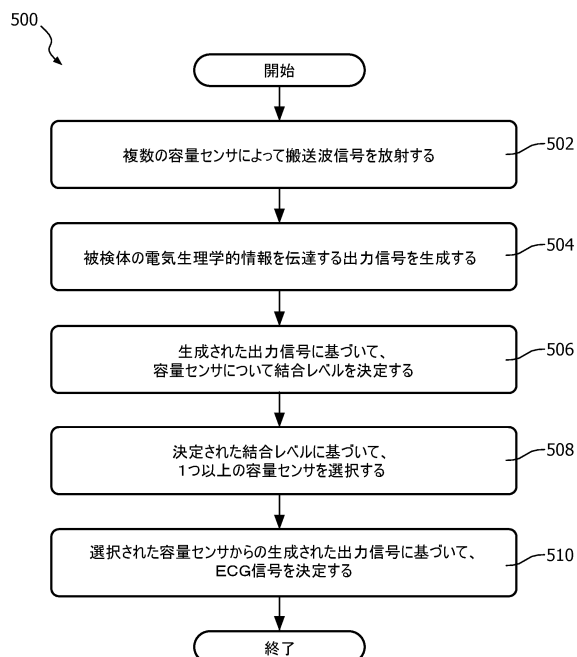 500
開始
複数の容量センサによって搬送波信号を放射する
502
被検体の電気生理学的情報を伝達する出力信号を生成する
504
生成された出力信号に基づいて、
容量センサについて結合レベルを決定する
506
決定された結合レベルに基づいて、
1つ以上の容量センサを選択する
508
選択された容量センサからの生成された出力信号に基づいて、
ECG信号を決定する
510
終了